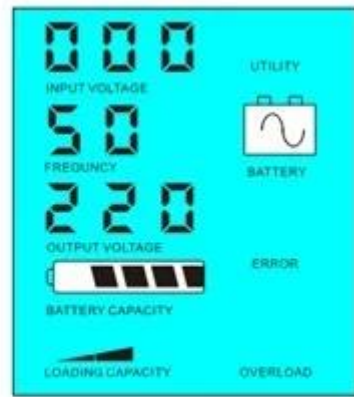 000
UTILITY
INPUT VOLTAGE
50
FREQUNCY
BATTERY
220
OUTPUT VOLTAGE
ERROR
BATTERY CAPACITY
LOADING CAPACITY
OVERLOAD